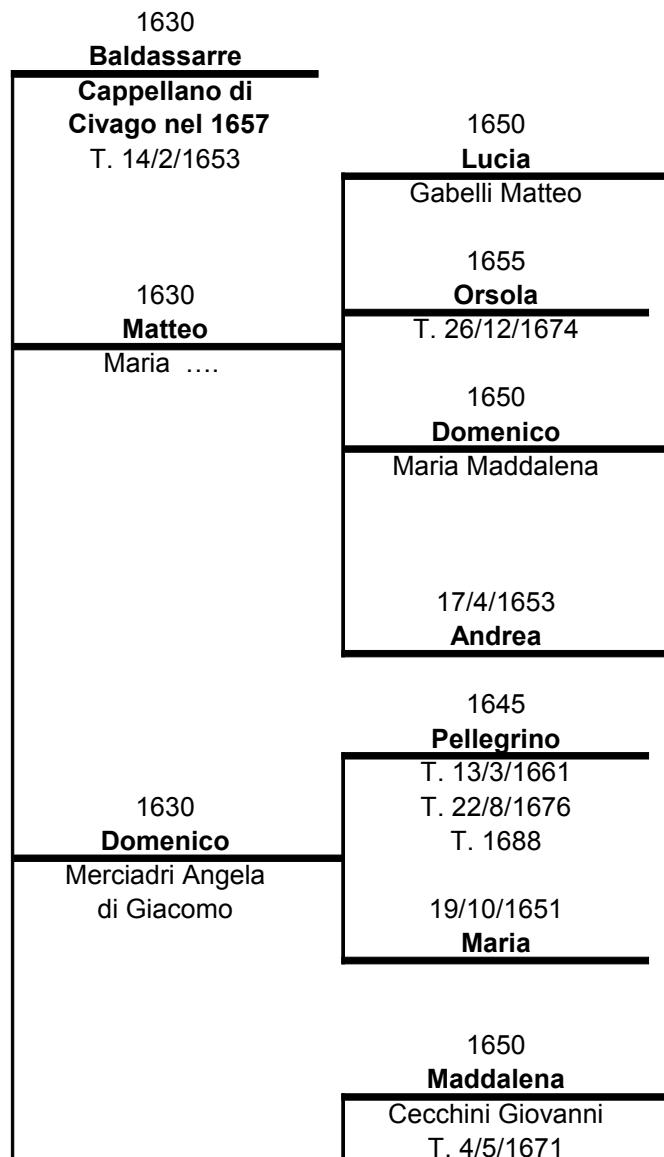 1630
Baldassarre
Cappellano di
Civago nel 1657
T. 14/2/1653
1630
Matteo
Maria ….
1650
Lucia
Gabelli Matteo
1655
Orsola
T. 26/12/1674
1650
Domenico
Maria Maddalena
17/4/1653
Andrea
1630
Domenico
Merciadri Angela
di Giacomo
1645
Pellegrino
T. 13/3/1661
T. 22/8/1676
T. 1688
19/10/1651
Maria
1650
Maddalena
Cecchini Giovanni
T. 4/5/1671